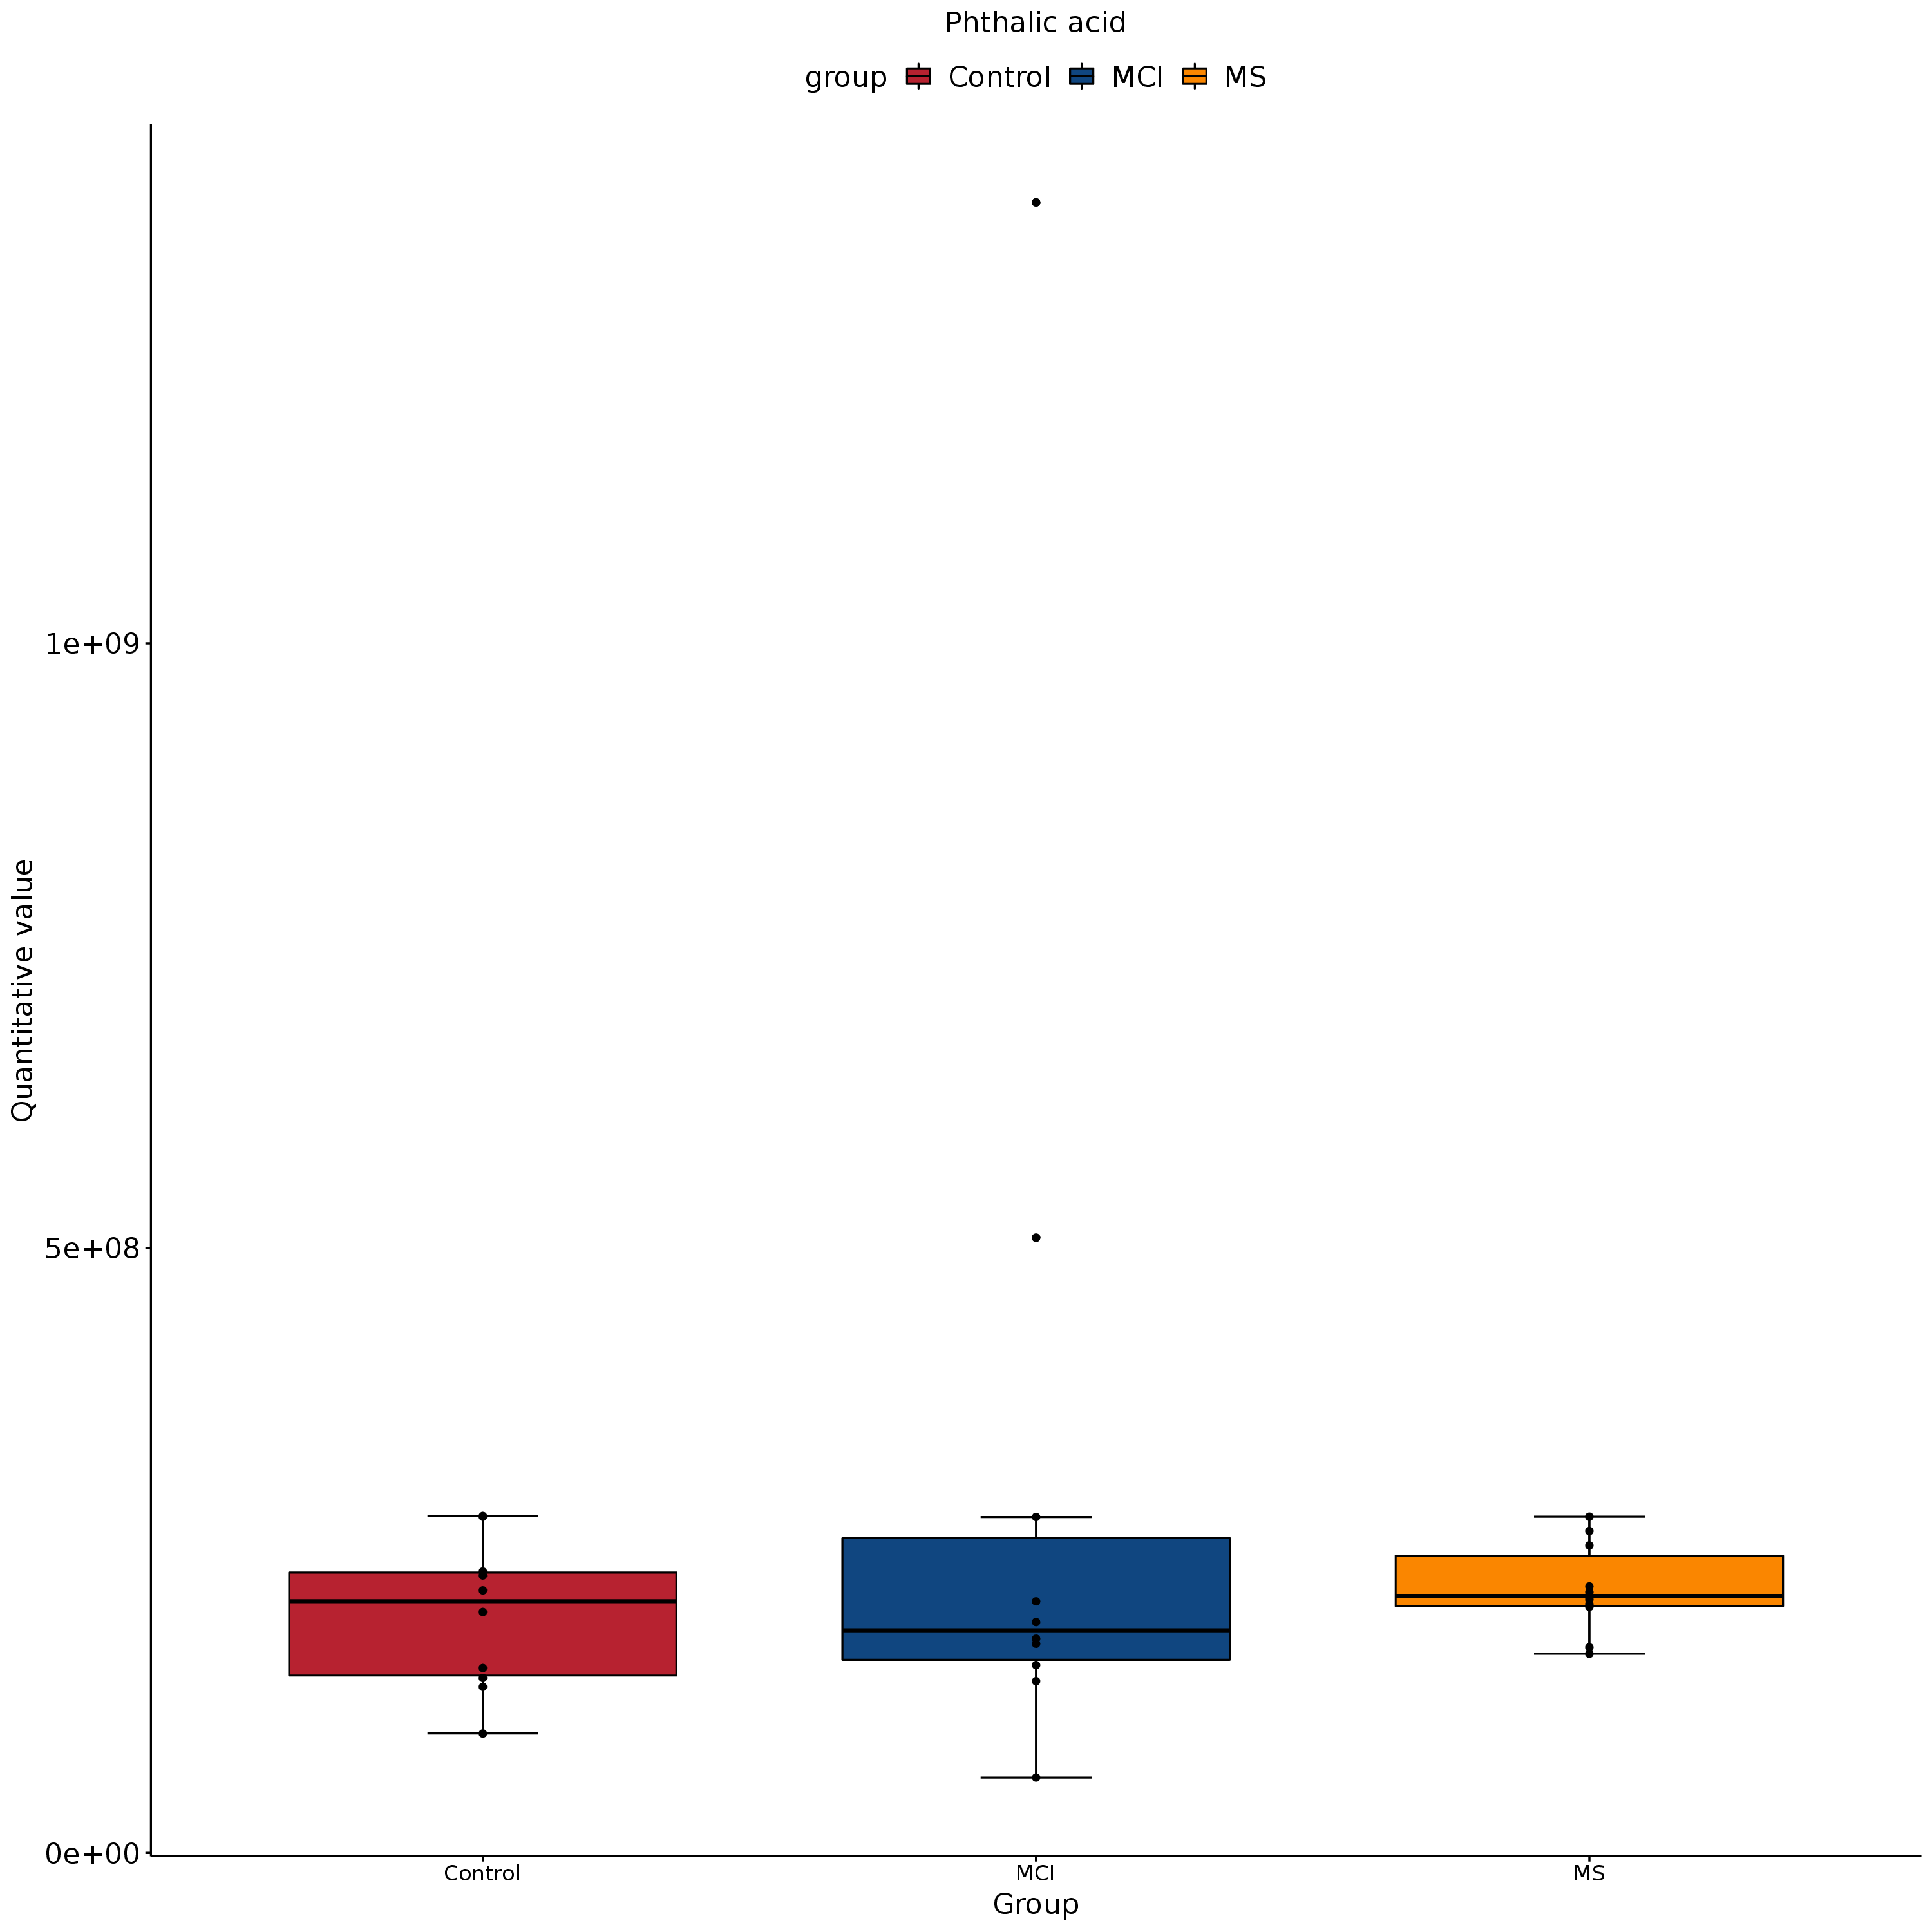 Phthalic acid
group Control MCI MS
Quantitative value
1e+09
5e+08
0e+00
Control MCI MS
Group